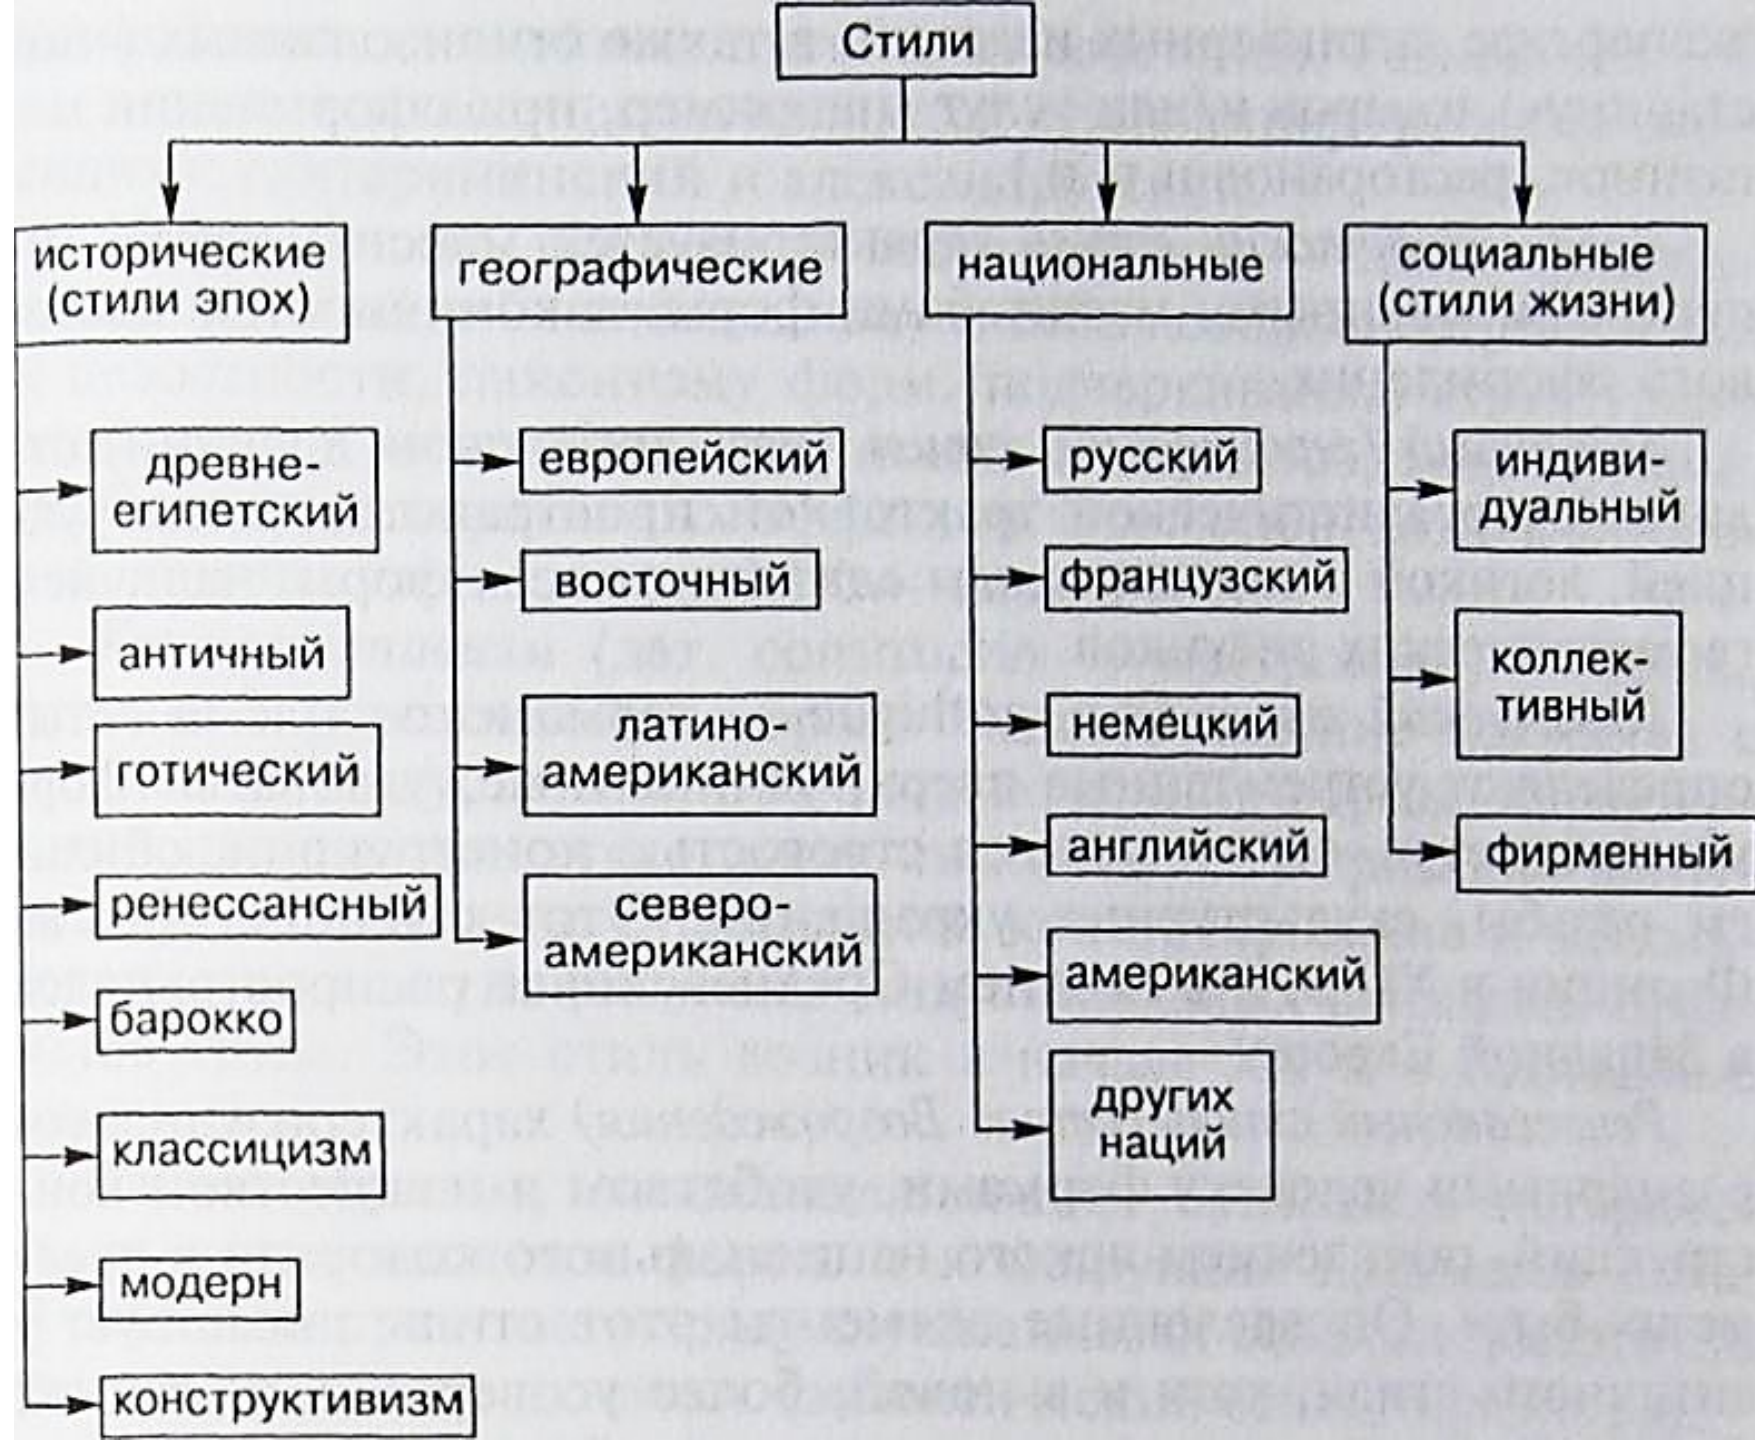 Стили
исторические
(стили эпох)
древне-
египетский
античный
готический
ренессансный
барокко
классицизм
модерн
конструктивизм
географические
европейский
восточный
латино-
американский
северо-
американский
национальные
русский
французский
немецкий
английский
американский
других
наций
социальные
(стили жизни)
индиви-
дуальный
коллек-
тивный
фирменный